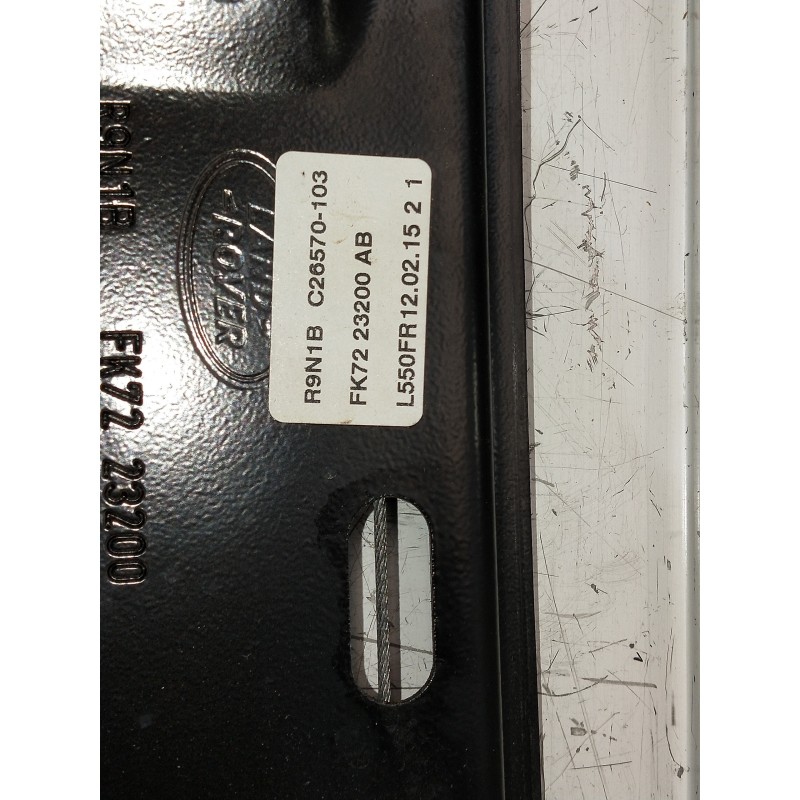 R9N1B C26570-103
FK72 23200 AB
L550FR12.02.15 2 1
LAND
ROVER
R9N1B
FK72 23200